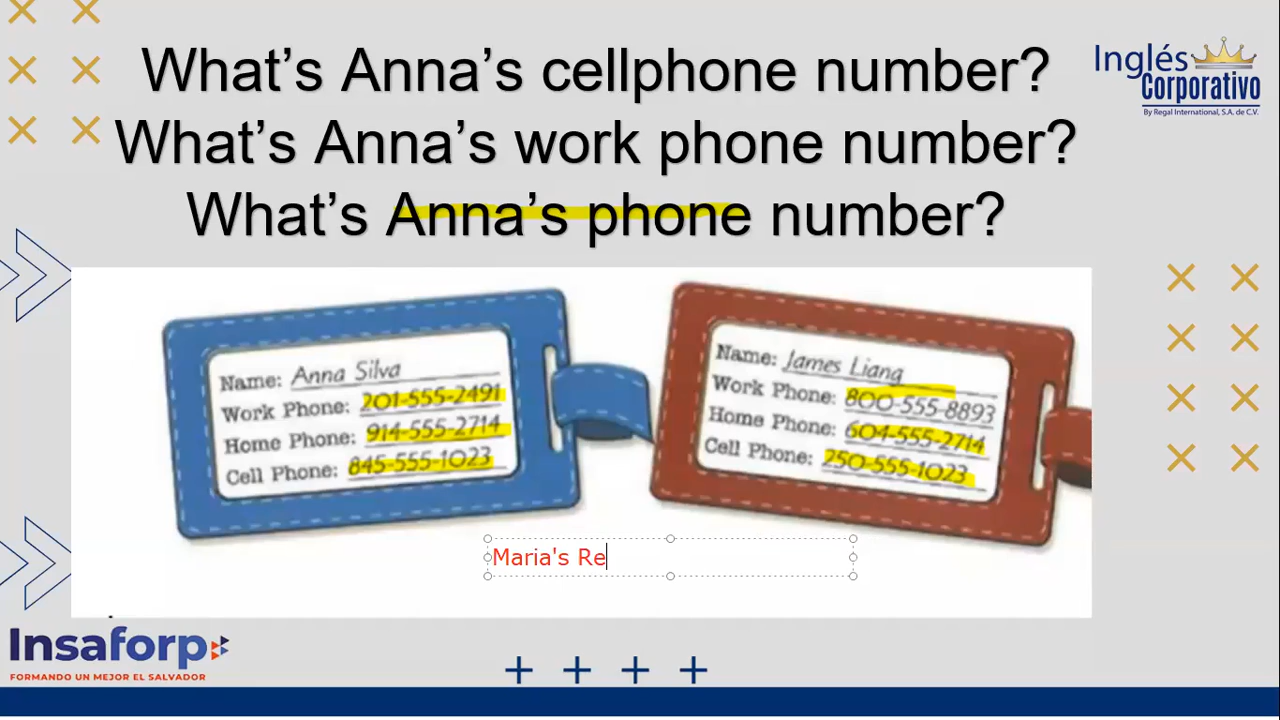 What's Anna's cellphone number?
What's Anna's work phone number?
What's Anna's phone number?
Inglés
Corporativo
By Regal International, S.A. de C.V.
Name: Anna Silva
Work Phone: 201-555-2491
Home Phone: 914-555-2714
Cell Phone: 845-555-1023
Name: James Liang
Work Phone: 800-555-8893
Home Phone: 604-555-2714
Cell Phone: 250-555-1023
Maria's Re
Insaforp
FORMANDO UN MEJOR EL SALVADOR